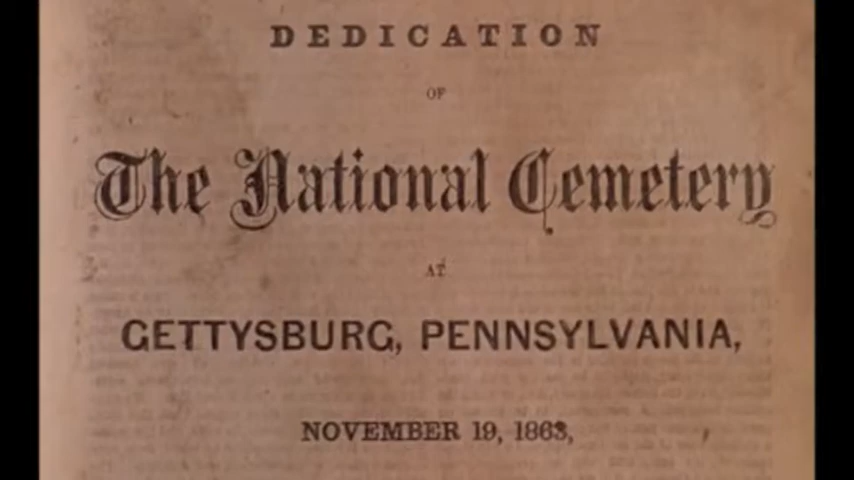 DEDICATION
OF
The National Cemetery
AT
GETTYSBURG, PENNSYLVANIA,
NOVEMBER 19, 1863,